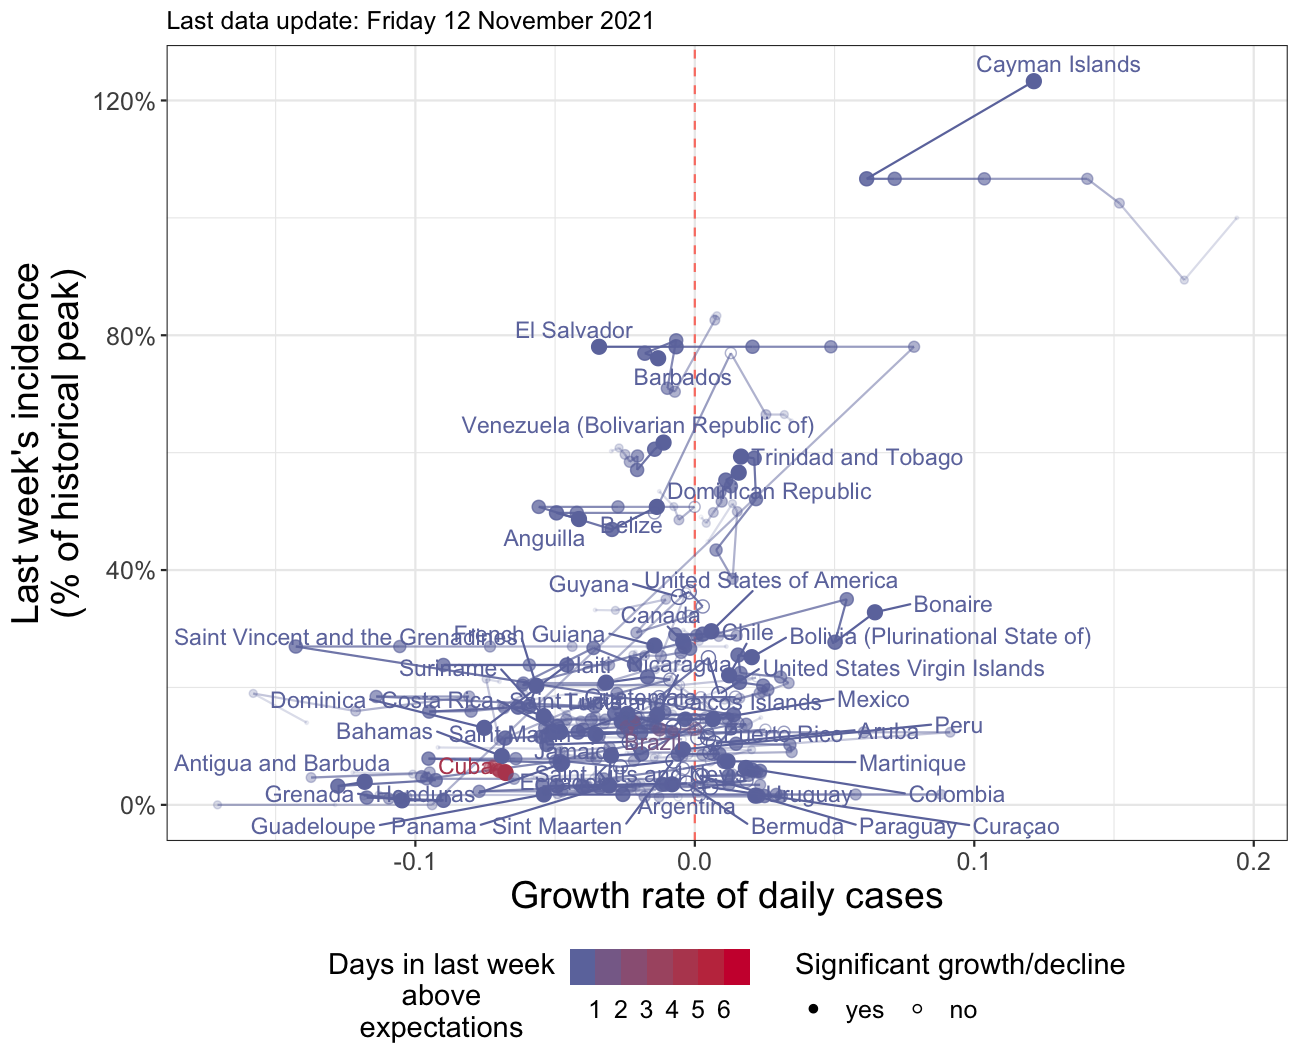 Last data update: Friday 12 November 2021
Last week's incidence
(% of historical peak)
120%
80%
40%
0%
Cayman Islands
El Salvador
Barbados
Venezuela (Bolivarian Republic of)
Trinidad and Tobago
Dominican Republic
Belize
Anguilla
Guyana
United States of America
Canada
Bonaire
Saint Vincent and the Grenadines
French Guiana
Chile
Bolivia (Plurinational State of)
Suriname
Haiti
Nicaragua
United States Virgin Islands
Dominica
Costa Rica
Guatemala
Caicos Islands
Mexico
Bahamas
Saint Martin
Brazil
Puerto Rico
Aruba
Peru
Jamaica
Antigua and Barbuda
Cuba
Saint Kitts and Nevis
Martinique
Grenada
Honduras
Uruguay
Colombia
Argentina
Guadeloupe
Panama
Sint Maarten
Bermuda
Paraguay
Curaçao
-0.1
0.0
0.1
0.2
Growth rate of daily cases
Days in last week
above
expectations
1 2 3 4 5 6
Significant growth/decline
yes
no